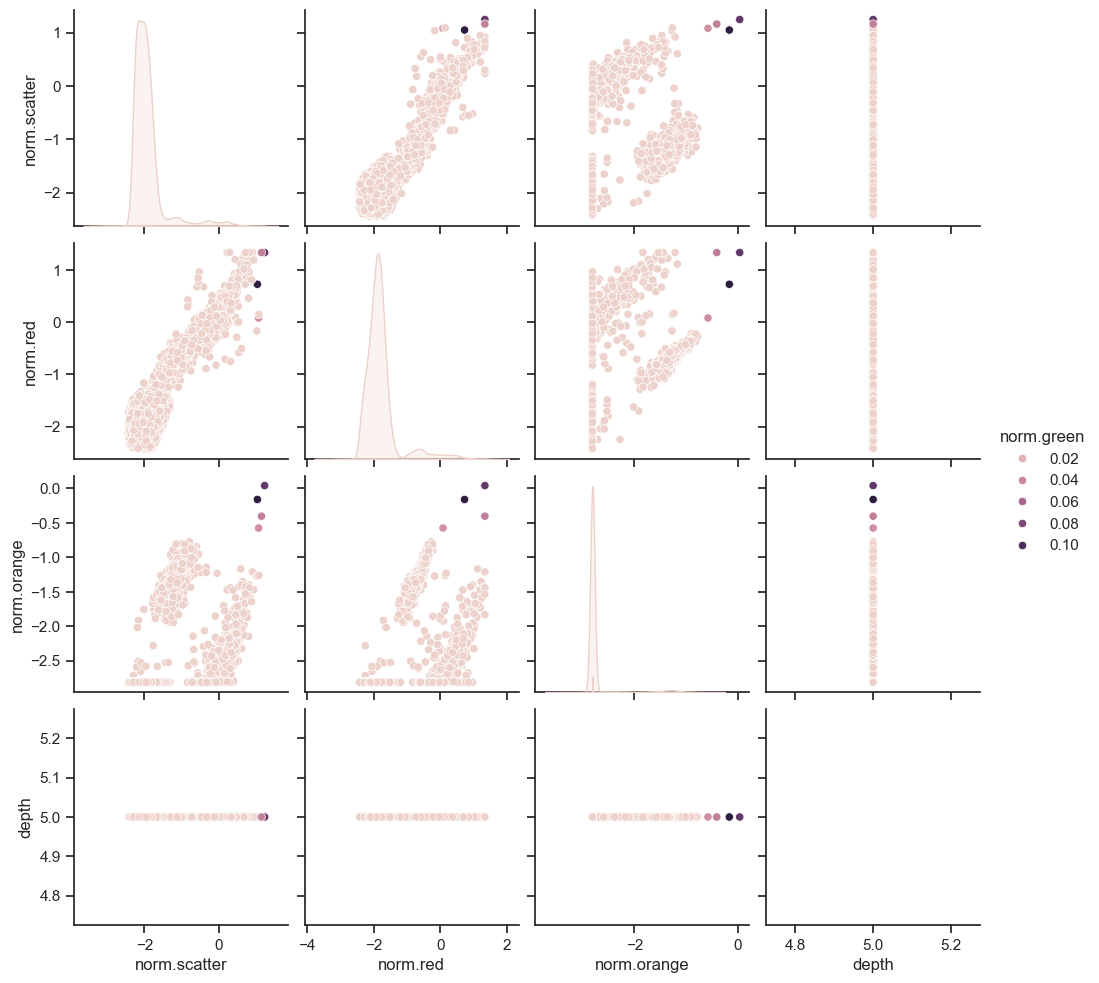 1
0
−1
−2
norm.scatter
1
0
−1
−2
norm.red
0.0
−0.5
−1.0
−1.5
−2.0
−2.5
norm.orange
5.2
5.1
5.0
4.9
4.8
depth
−2 0
norm.scatter
−4 −2 0 2
norm.red
−2 0
norm.orange
4.8 5.0 5.2
depth
norm.green
0.02
0.04
0.06
0.08
0.10